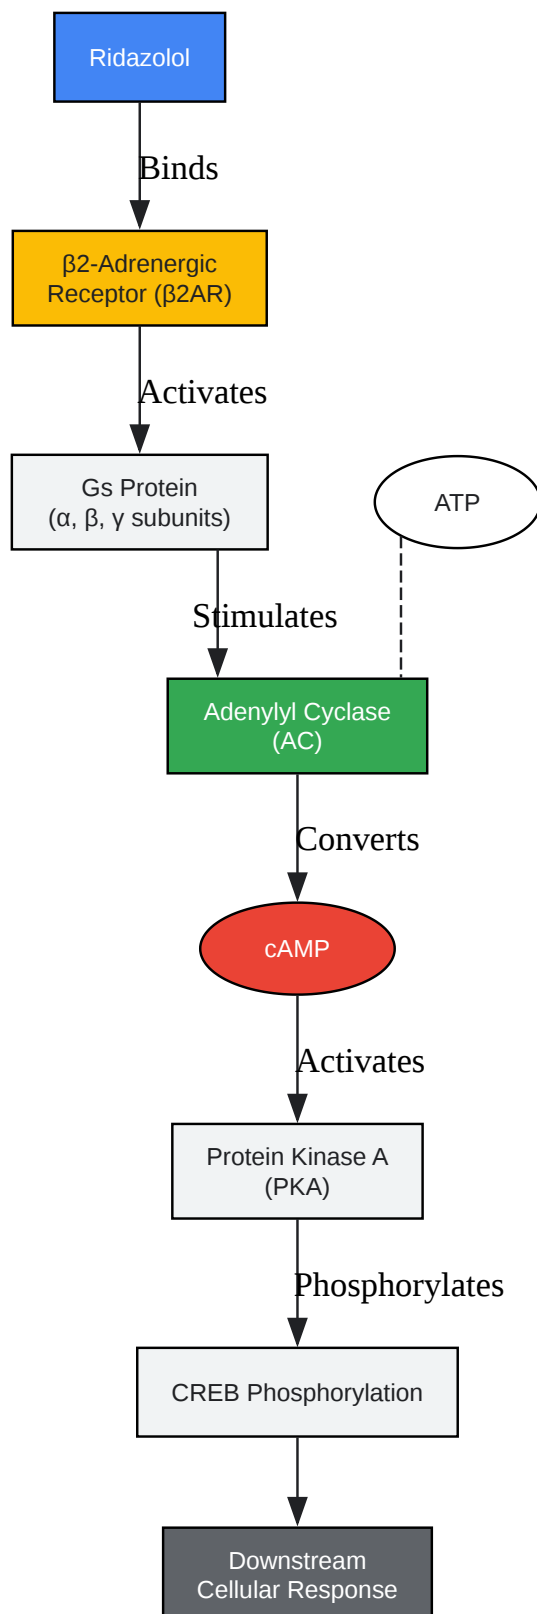 Ridazolol
Binds
β2-Adrenergic
Receptor (β2AR)
Activates
Gs Protein
(α, β, γ subunits)
ATP
Stimulates
Adenylyl Cyclase
(AC)
Converts
cAMP
Activates
Protein Kinase A
(PKA)
Phosphorylates
CREB Phosphorylation
Downstream
Cellular Response